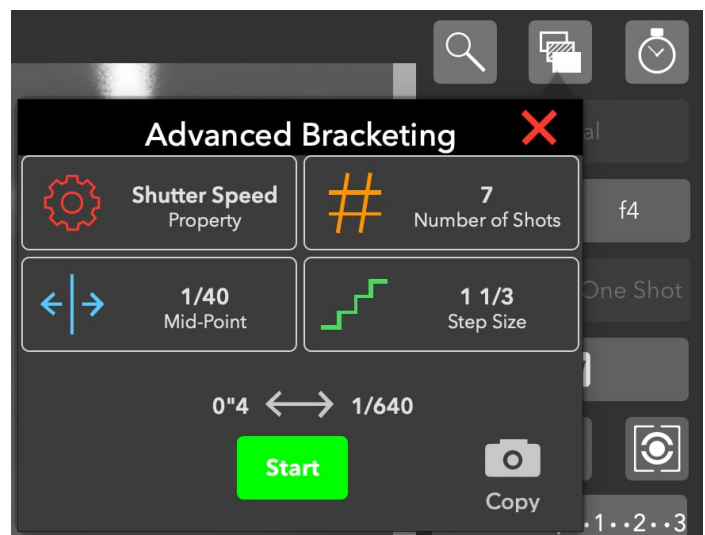 Advanced Bracketing
al
Shutter Speed
Property
7
Number of Shots
f4
1/40
Mid-Point
1 1/3
Step Size
One Shot
0"4
1/640
Start
Copy
·1··2··3